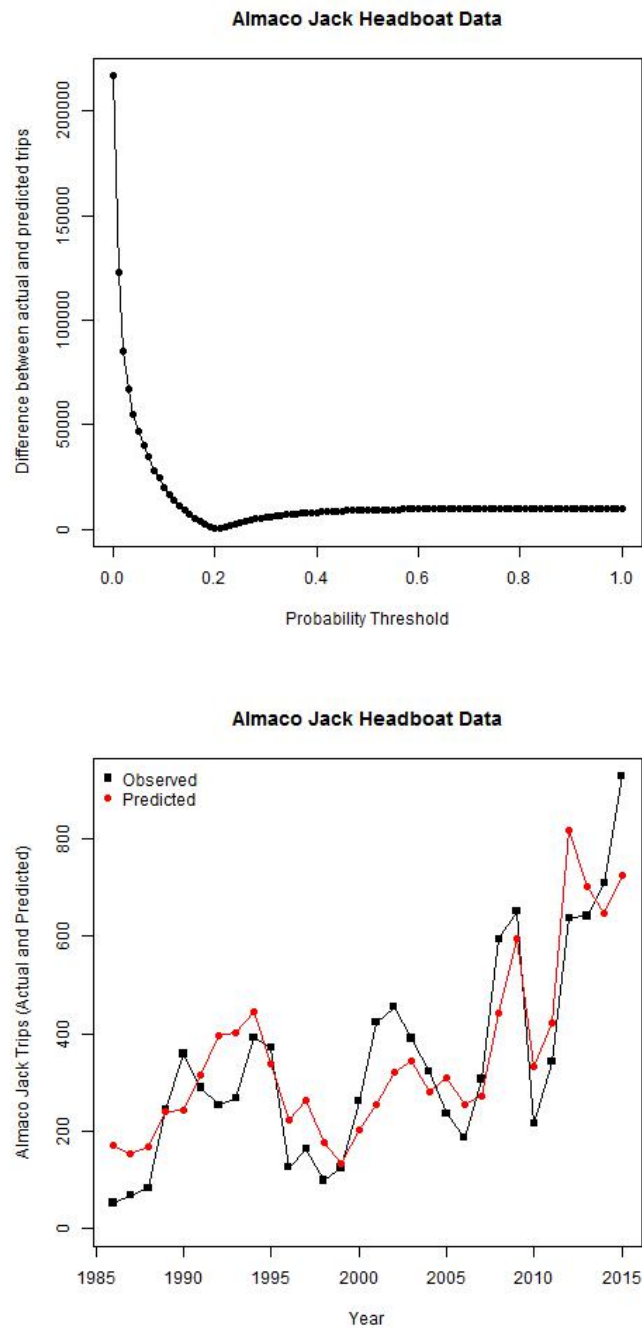 Almaco Jack Headboat Data
Difference between actual and predicted trips
200000
150000
100000
50000
0
0.0 0.2 0.4 0.6 0.8 1.0
Probability Threshold
Almaco Jack Headboat Data
Observed
Predicted
Almaco Jack Trips (Actual and Predicted)
800
600
400
200
0
1985 1990 1995 2000 2005 2010 2015
Year